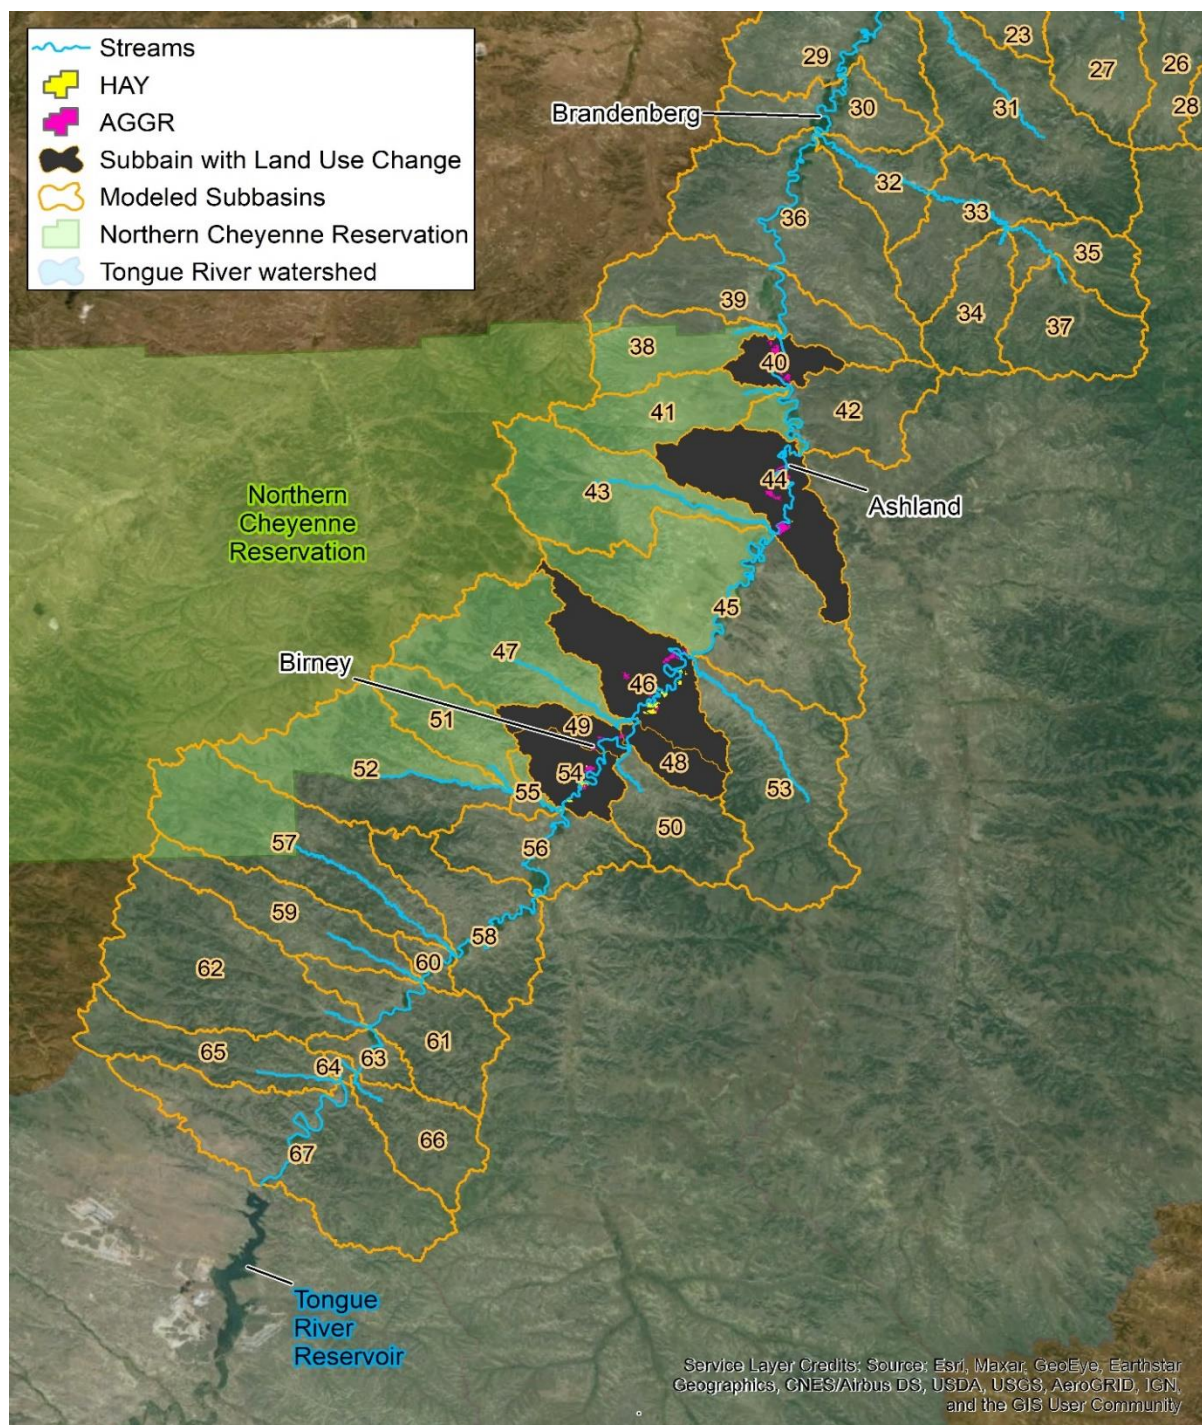 Streams
HAY
AGGR
Subbain with Land Use Change
Modeled Subbasins
Northern Cheyenne Reservation
Tongue River watershed
23
29
27
26
Brandenberg
30
31
28
32
33
36
35
39
34
37
38
40
41
42
43
44
Ashland
Northern
Cheyenne
Reservation
45
Birney
47
46
51
49
48
52
54
55
53
50
57
56
59
58
60
62
61
65
64
63
66
67
Tongue
River
Reservoir
Service Layer Credits: Source: Esri, Maxar, GeoEye, Earthstar
Geographics, CNES/Airbus DS, USDA, USGS, AeroGRID, IGN,
and the GIS User Community